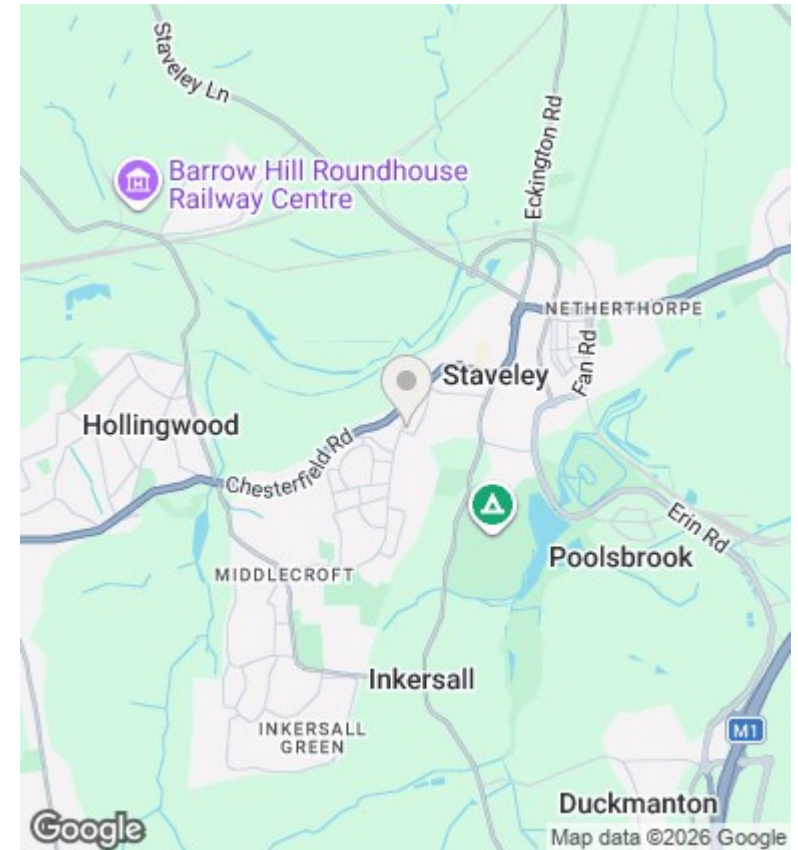 Staveley Ln
Eckington Rd
Barrow Hill Roundhouse
Railway Centre
NETHERTHORPE
Fan Rd
Staveley
Hollingwood
Chesterfield Rd
Erin Rd
Poolsbrook
MIDDLECROFT
Inkersall
INKERSALL
GREEN
M1
Duckmanton
Google
Map data ©2026 Google